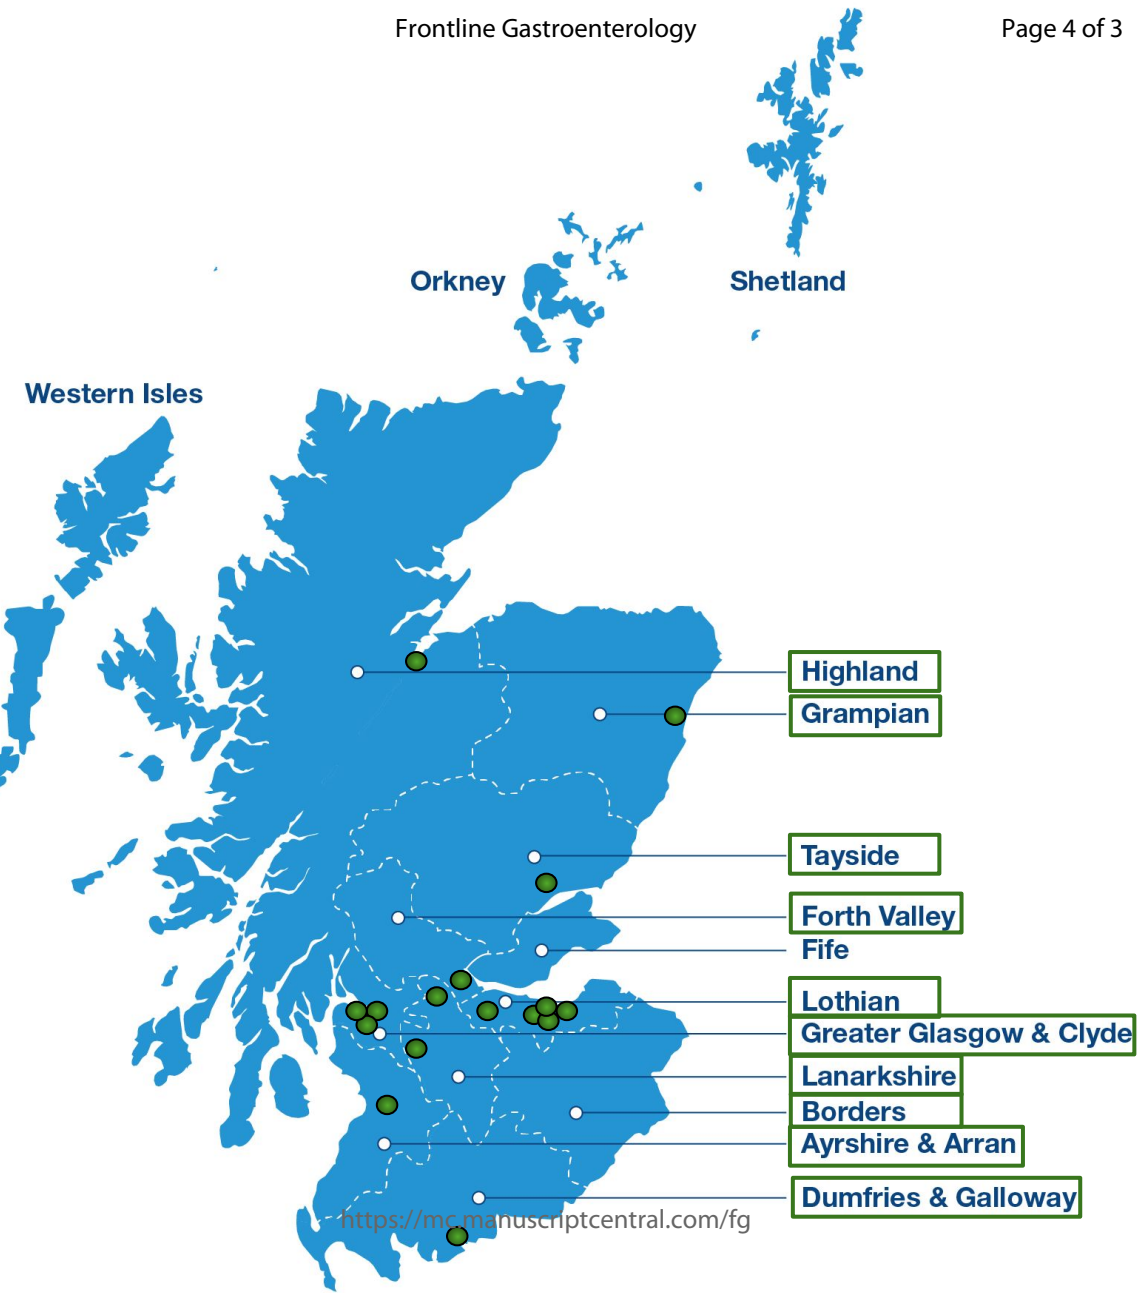 Frontline Gastroenterology
Page 4 of 3
Orkney
Shetland
Western Isles
Highland
Grampian
Tayside
Forth Valley
Fife
Lothian
Greater Glasgow & Clyde
Lanarkshire
Borders
Ayrshire & Arran
Dumfries & Galloway
https://mc.manuscriptcentral.com/fg